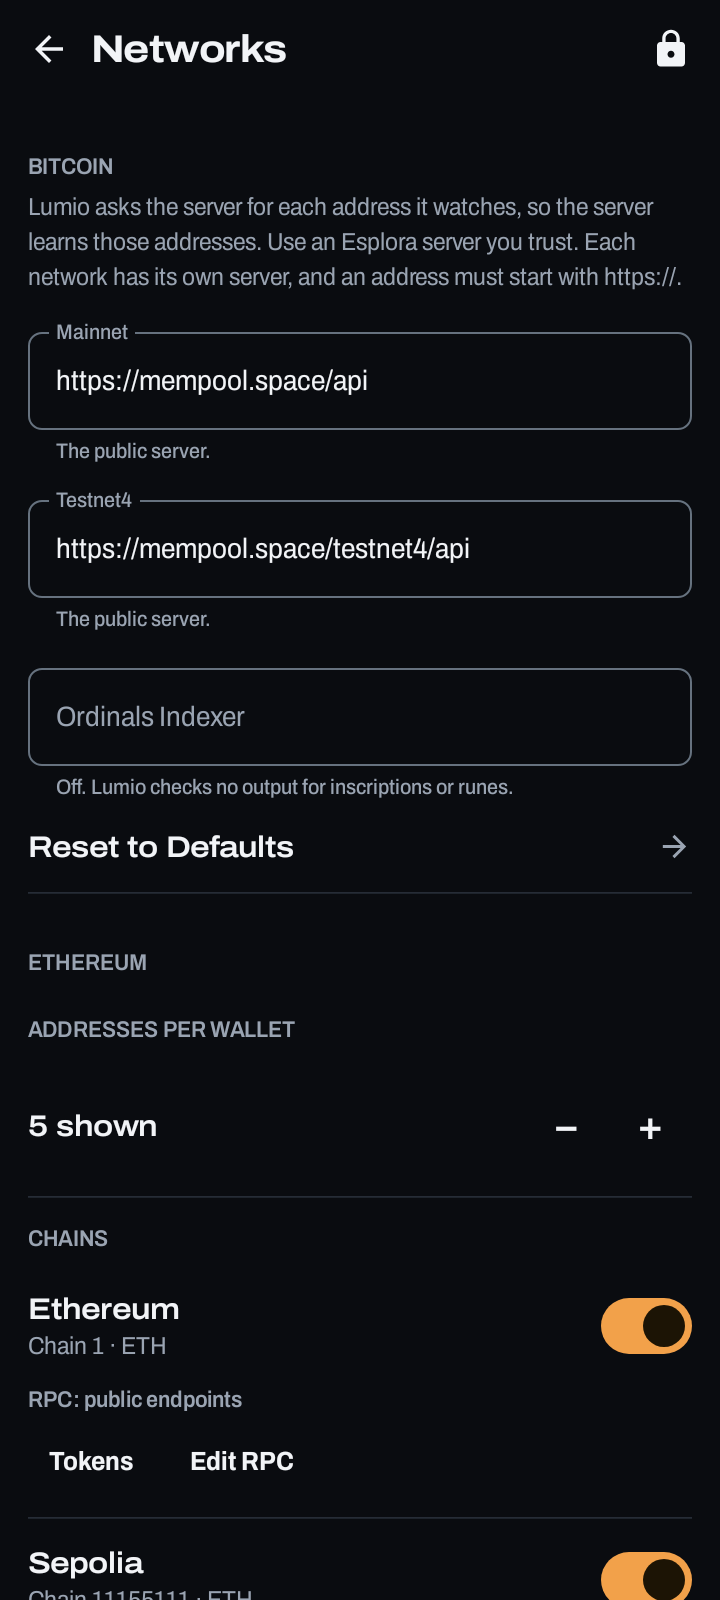 Networks
BITCOIN
Lumio asks the server for each address it watches, so the server
learns those addresses. Use an Esplora server you trust. Each
network has its own server, and an address must start with https://.
Mainnet
https://mempool.space/api
The public server.
Testnet4
https://mempool.space/testnet4/api
The public server.
Ordinals Indexer
Off. Lumio checks no output for inscriptions or runes.
Reset to Defaults
ETHEREUM
ADDRESSES PER WALLET
5 shown
− +
CHAINS
Ethereum
Chain 1 · ETH
RPC: public endpoints
Tokens Edit RPC
Sepolia
Chain 11155111 · ETH